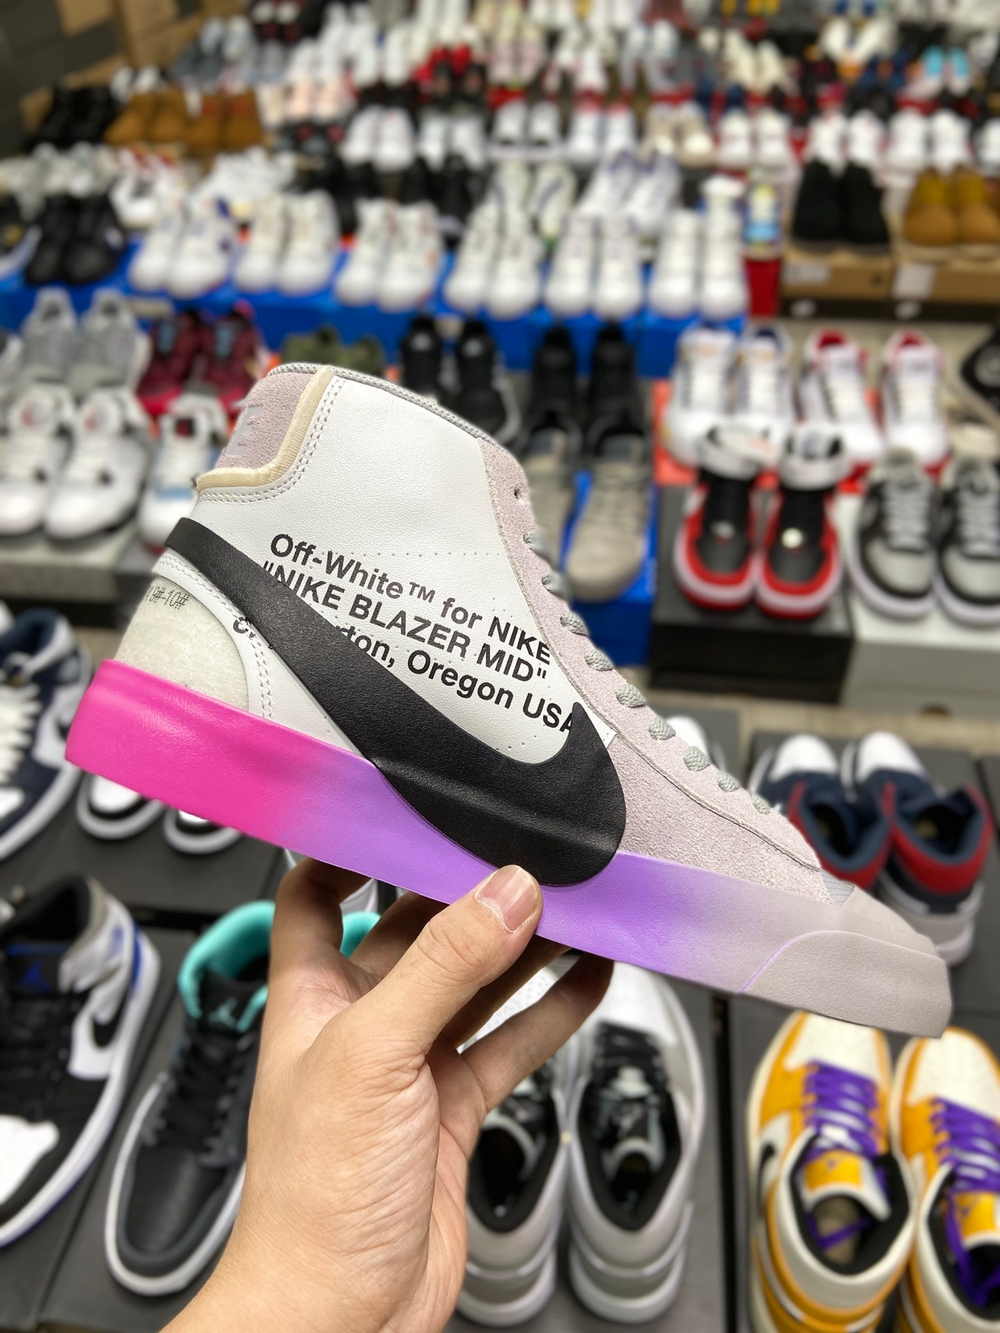 Off-White™ for NIKE
"NIKE BLAZER MID"
Oregon USA